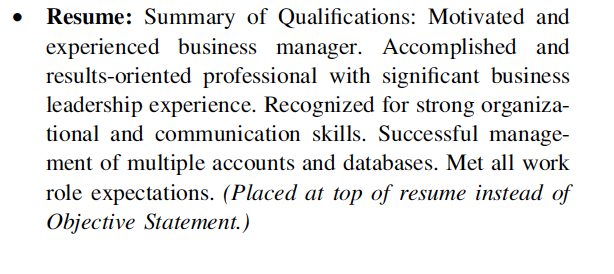 • Resume: Summary of Qualifications: Motivated and
experienced business manager. Accomplished and
results-oriented professional with significant business
leadership experience. Recognized for strong organiza-
tional and communication skills. Successful manage-
ment of multiple accounts and databases. Met all work
role expectations. (Placed at top of resume instead of
Objective Statement.)